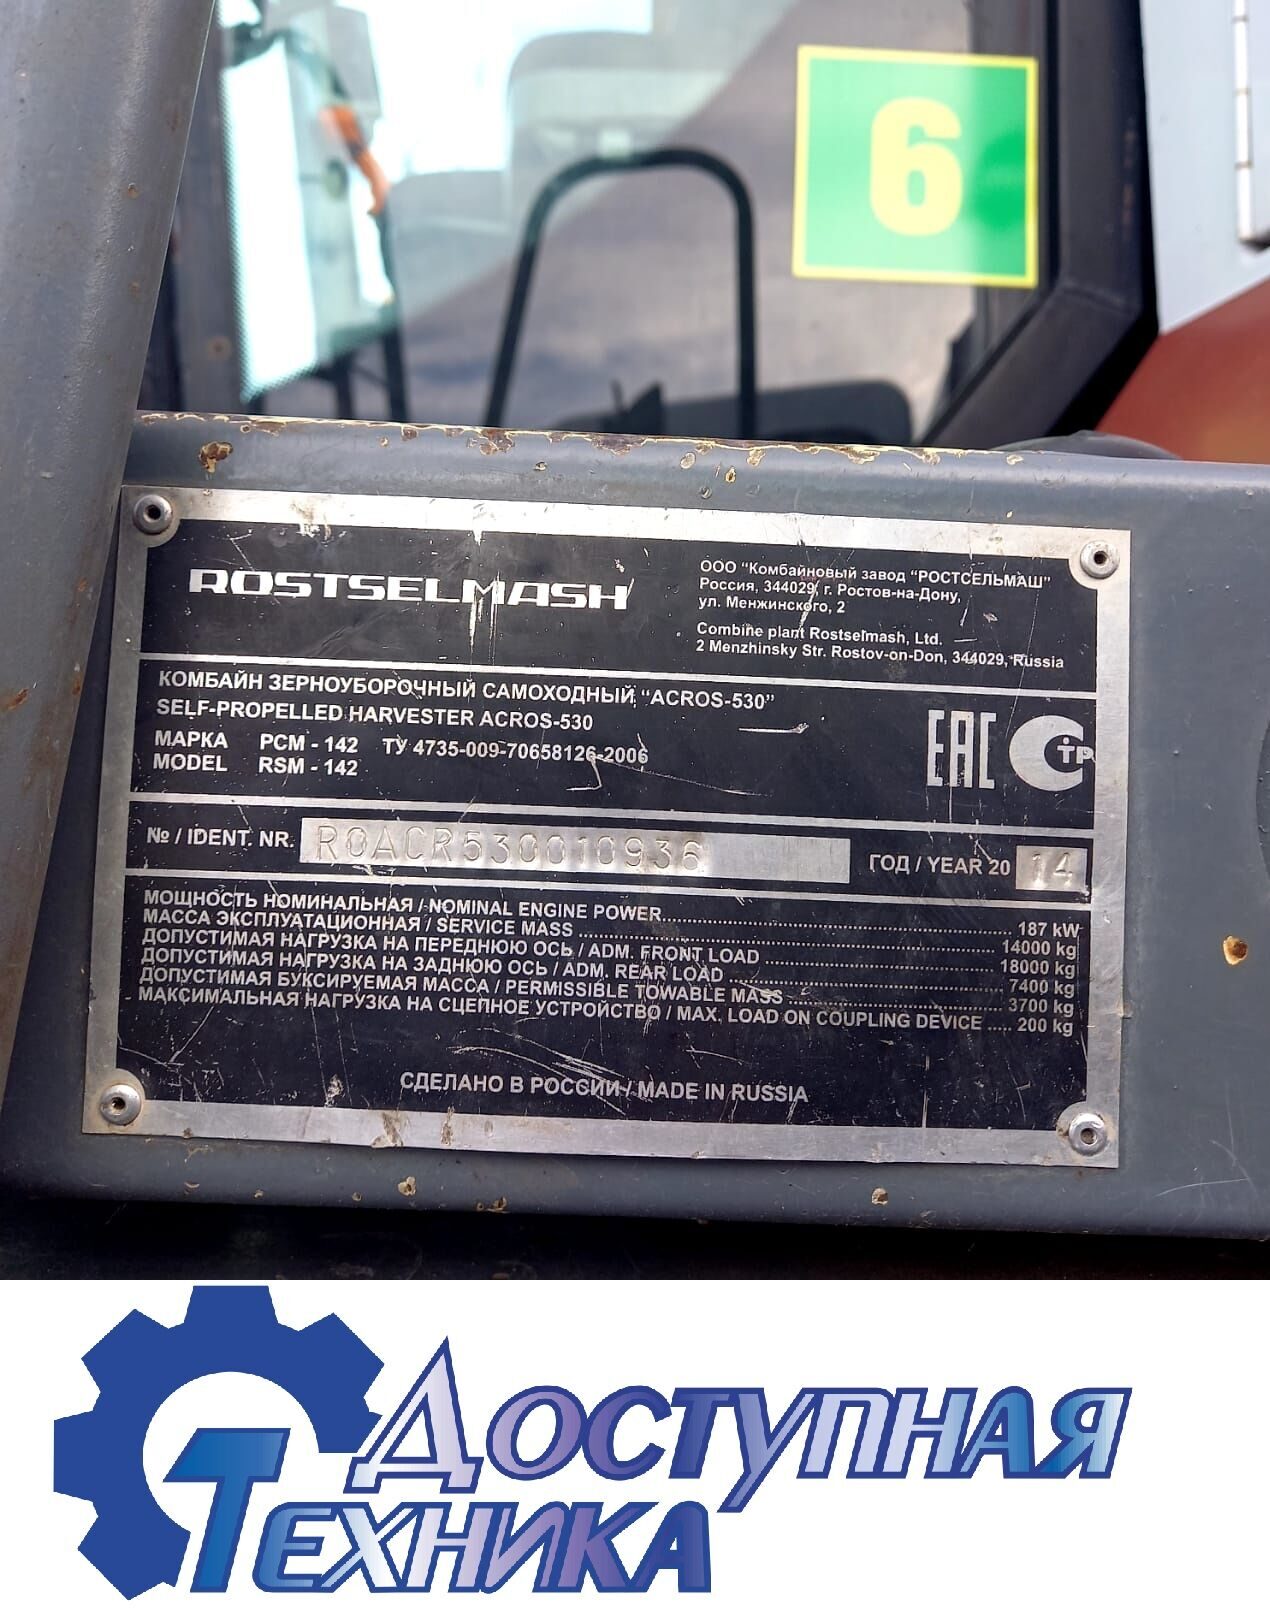 6
ROSTSELMASH
ООО "Комбайновый завод "РОСТСЕЛЬМАШ"
Россия, 344029, г. Ростов-на-Дону,
ул. Менжинского, 2
Combine plant Rostselmash, Ltd.
2 Menzhinsky Str. Rostov-on-Don, 344029, Russia
КОМБАЙН ЗЕРНОУБОРОЧНЫЙ САМОХОДНЫЙ "ACROS-530"
SELF-PROPELLED HARVESTER ACROS-530
МАРКА РСМ - 142 ТУ 4735-009-70658126-2006
MODEL RSM - 142
EAC
С ТР
№ / IDENT. NR. R0ACR530010936
ГОД / YEAR 20 14
МОЩНОСТЬ НОМИНАЛЬНАЯ / NOMINAL ENGINE POWER 187 kW
МАССА ЭКСПЛУАТАЦИОННАЯ / SERVICE MASS 14000 kg
ДОПУСТИМАЯ НАГРУЗКА НА ПЕРЕДНЮЮ ОСЬ / ADM. FRONT LOAD 18000 kg
ДОПУСТИМАЯ НАГРУЗКА НА ЗАДНЮЮ ОСЬ / ADM. REAR LOAD 7400 kg
ДОПУСТИМАЯ БУКСИРУЕМАЯ МАССА / PERMISSIBLE TOWABLE MASS 3700 kg
МАКСИМАЛЬНАЯ НАГРУЗКА НА СЦЕПНОЕ УСТРОЙСТВО / MAX. LOAD ON COUPLING DEVICE 200 kg
СДЕЛАНО В РОССИИ / MADE IN RUSSIA
ДОСТУПНАЯ
ТЕХНИКА